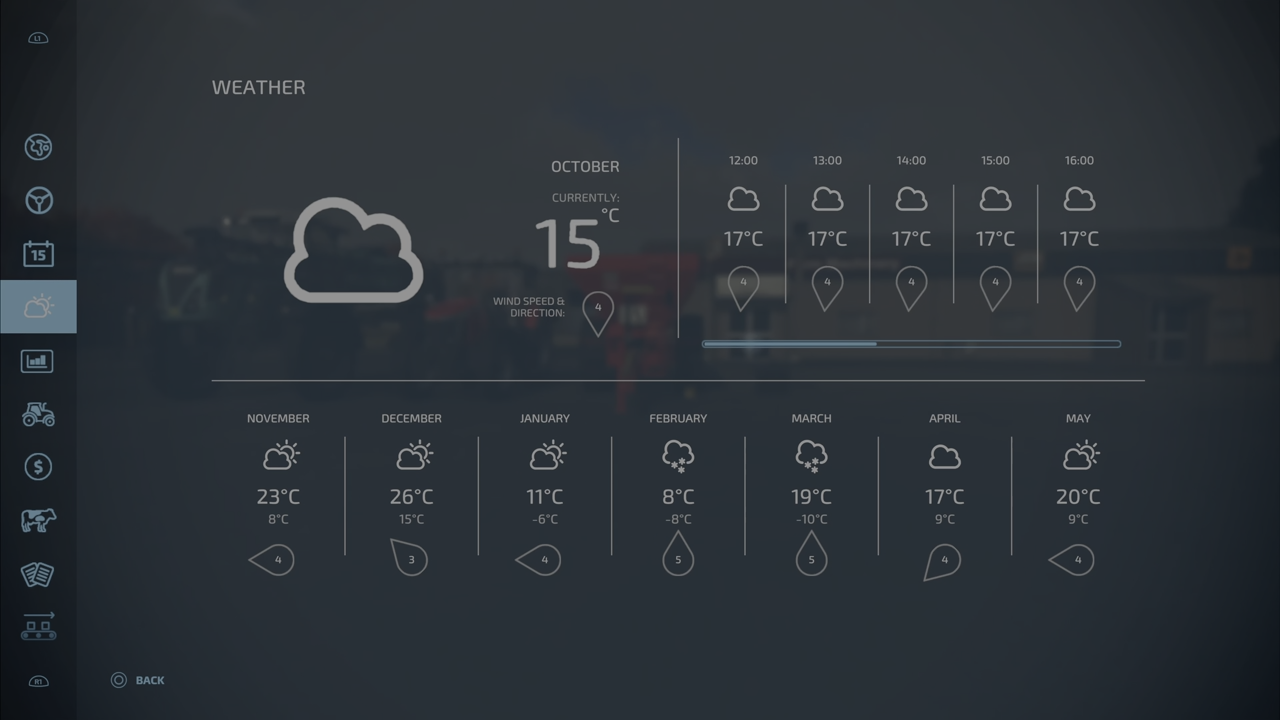 L1
WEATHER
OCTOBER
CURRENTLY:
15 °C
WIND SPEED &
DIRECTION:
4
12:00 13:00 14:00 15:00 16:00
17°C 17°C 17°C 17°C 17°C
4 4 4 4 4
15
NOVEMBER DECEMBER JANUARY FEBRUARY MARCH APRIL MAY
23°C 26°C 11°C 8°C 19°C 17°C 20°C
8°C 15°C -6°C -8°C -10°C 9°C 9°C
4 3 4 5 5 4 4
$
R1
BACK